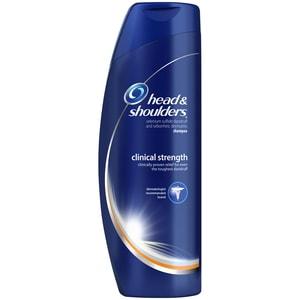 head &
shoulders
selenium sulfide dandruff
and seborrheic dermatitis
shampoo
clinical strength
clinically proven relief for even
the toughest dandruff
dermatologist
recommended
brand